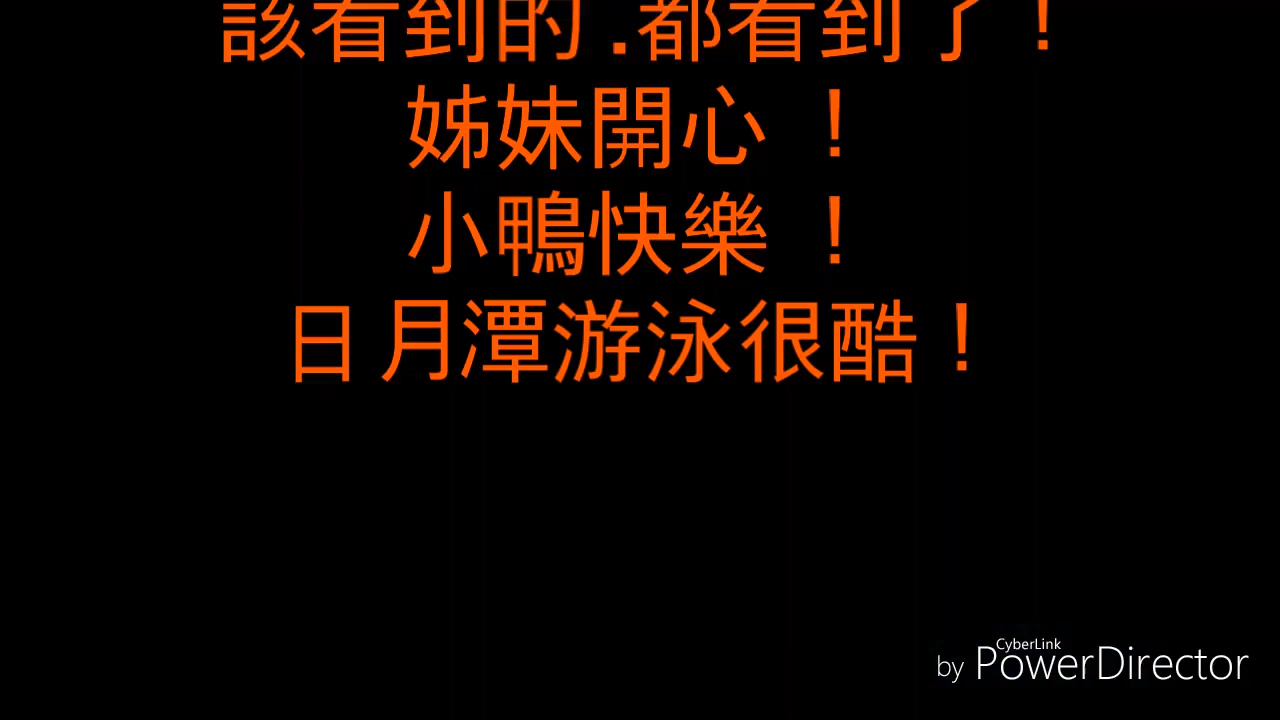 該看到的 .都看到了！
姊妹開心 ！
小鴨快樂 ！
日月潭游泳很酷！
CyberLink
by PowerDirector